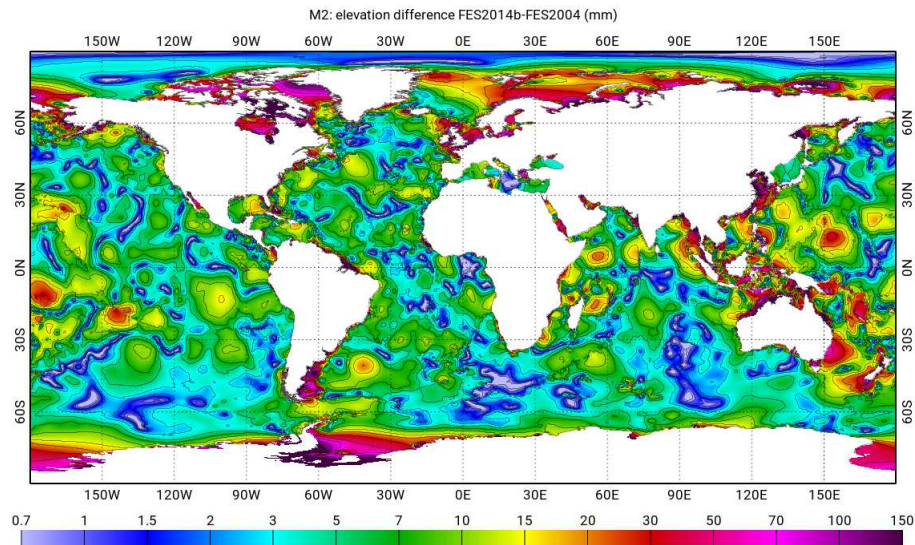 M2: elevation difference FES2014b-FES2004 (mm)
150W 120W 90W 60W 30W 0E 30E 60E 90E 120E 150E
60N 60N
30N 30N
0N 0N
30S 30S
60S 60S
150W 120W 90W 60W 30W 0E 30E 60E 90E 120E 150E
0.7 1 1.5 2 3 5 7 10 15 20 30 50 70 100 150